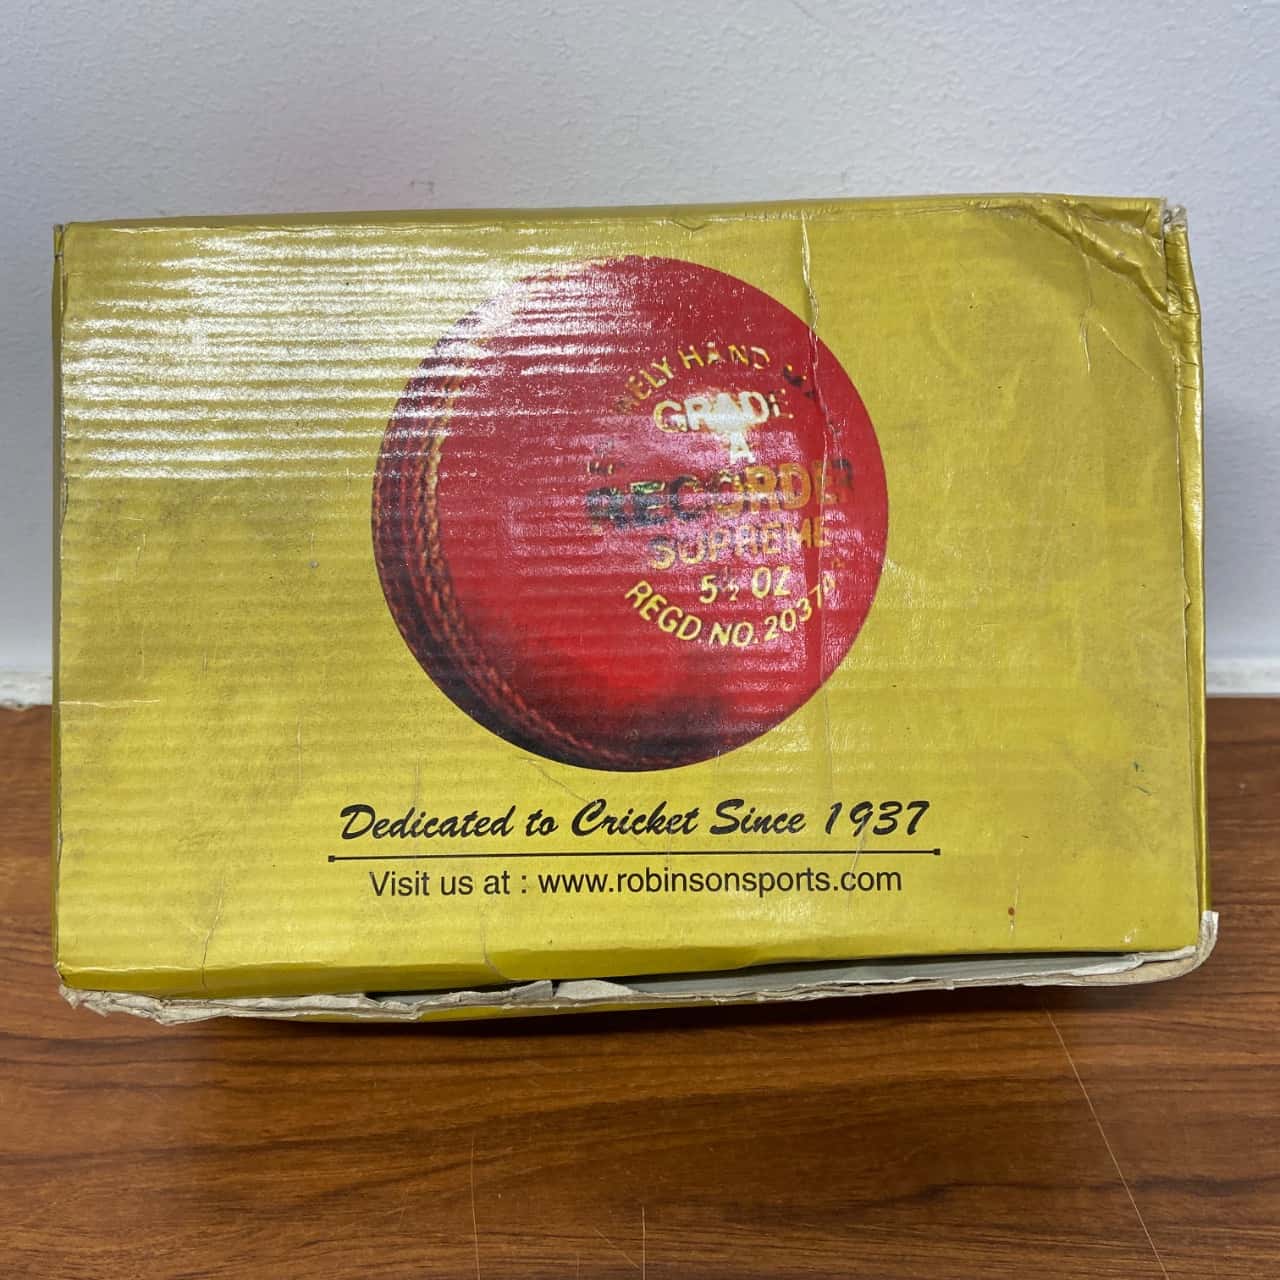 HAND
GRADE
A
RECORDER
SUPREME
5½ OZ
REGD. NO.
Dedicated to Cricket Since 1937
Visit us at : www.robinsonsports.com